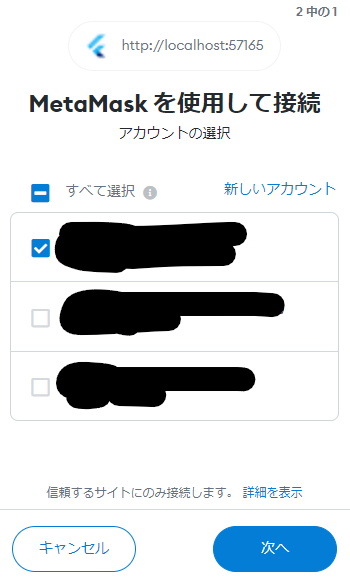 2 中の 1
http://localhost:57165
MetaMask を使用して接続
アカウントの選択
すべて選択
新しいアカウント
信頼するサイトにのみ接続します。 詳細を表示
キャンセル
次へ